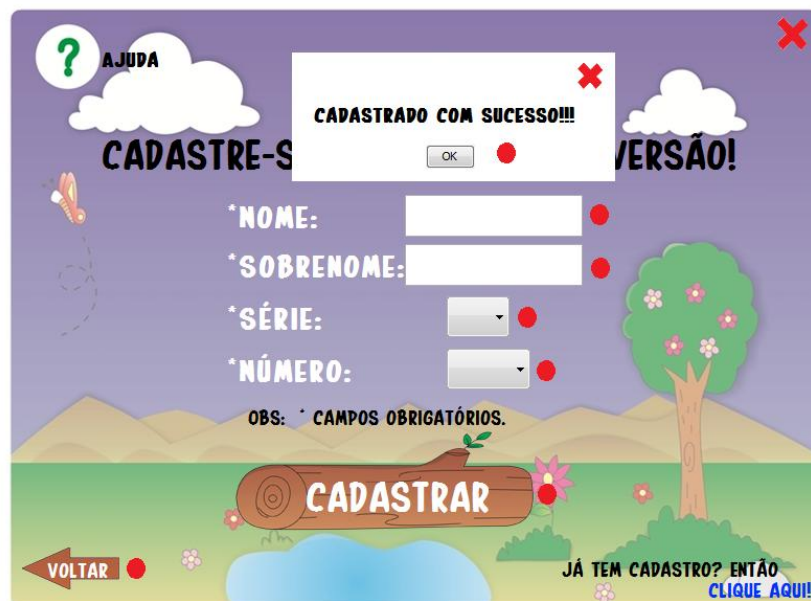 ?
AJUDA
CADASTRADO COM SUCESSO!!!
OK
CADASTRE-S VERSÃO!
*NOME:
*SOBRENOME:
*SÉRIE:
*NÚMERO:
OBS: * CAMPOS OBRIGATÓRIOS.
CADASTRAR
VOLTAR
JÁ TEM CADASTRO? ENTÃO
CLIQUE AQUI!